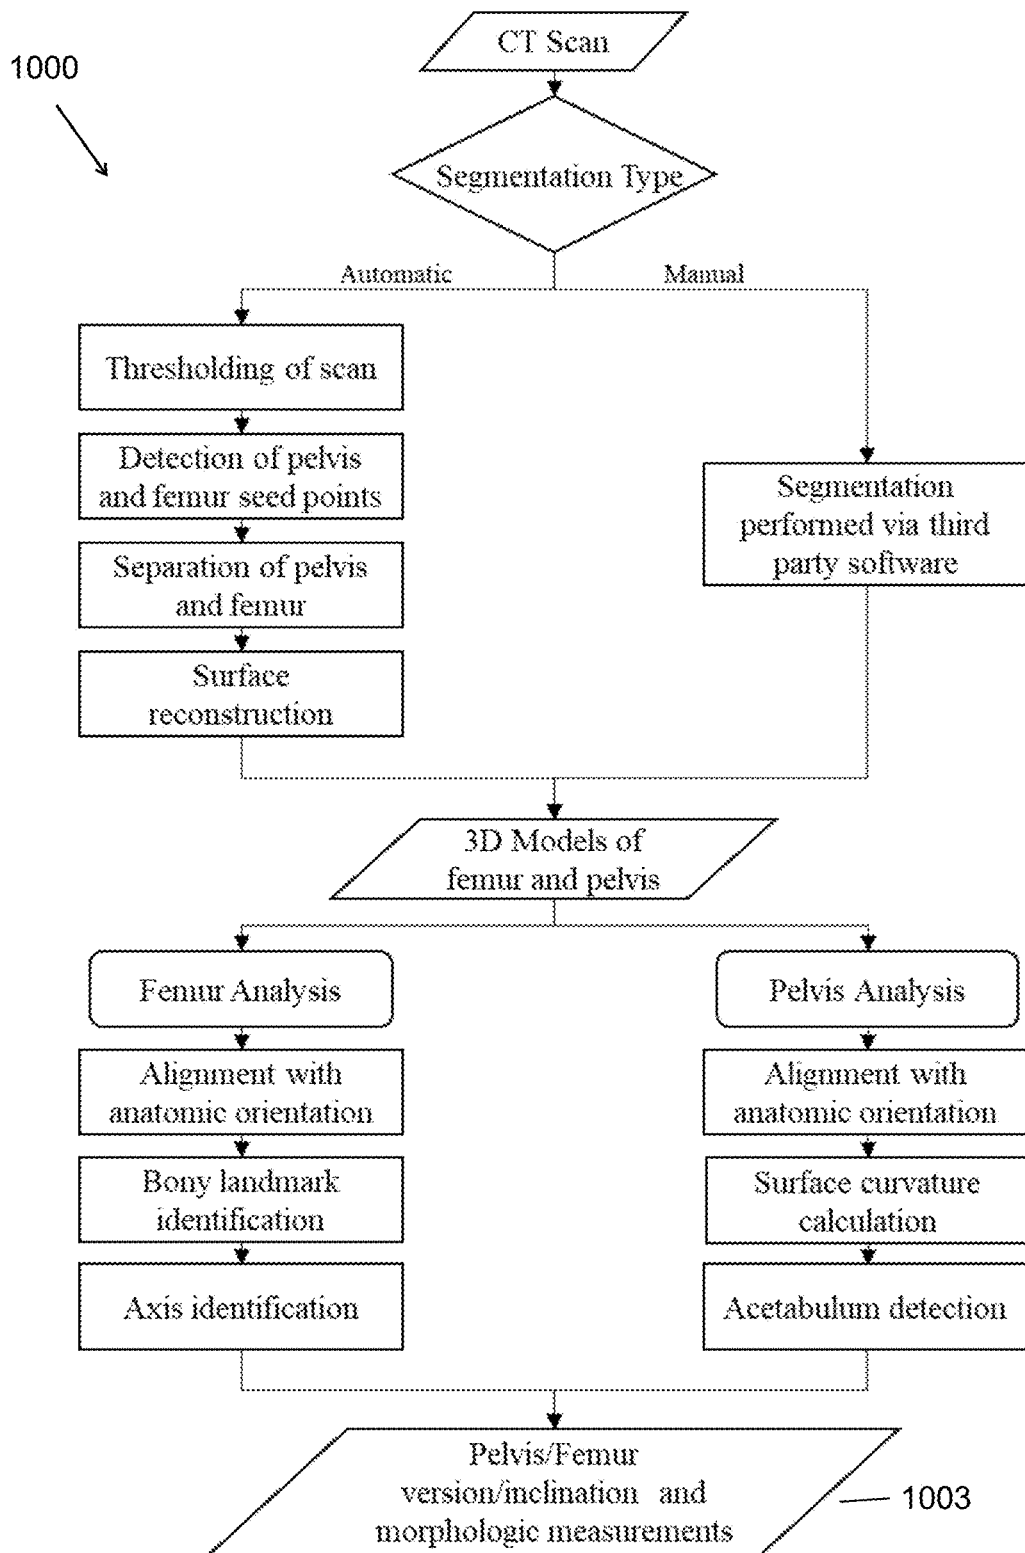 CT Scan
1000
Segmentation Type
Automatic
Manual
Thresholding of scan
Detection of pelvis
and femur seed points
Separation of pelvis
and femur
Surface
reconstruction
Segmentation
performed via third
party software
3D Models of
femur and pelvis
Femur Analysis
Alignment with
anatomic orientation
Bony landmark
identification
Axis identification
Pelvis Analysis
Alignment with
anatomic orientation
Surface curvature
calculation
Acetabulum detection
Pelvis/Femur
version/inclination and
morphologic measurements
1003